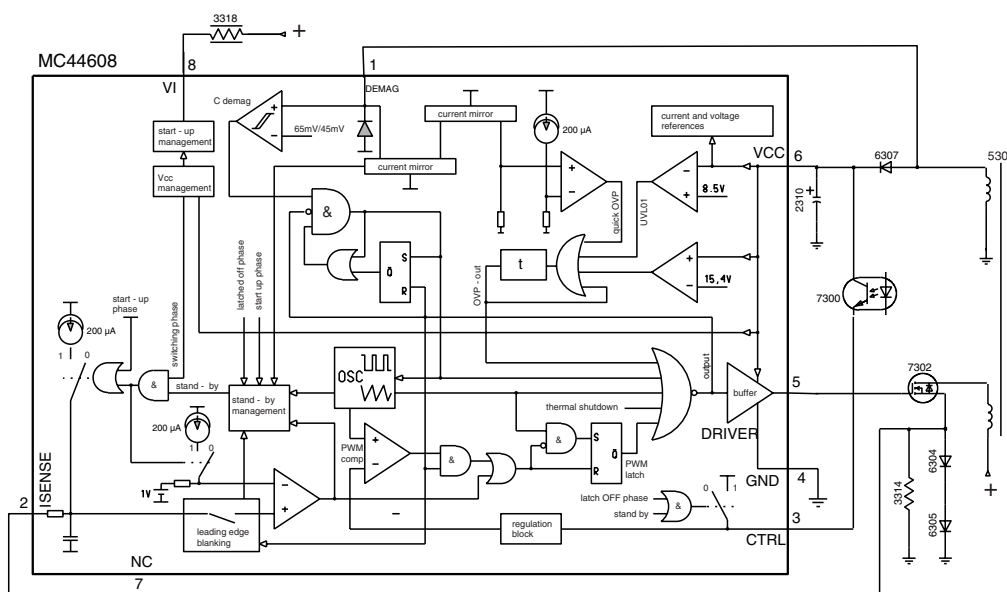 3318
+
MC44608
8
1
VI
DEMAG
C demag
+
−
65mV/45mV
current mirror
200 µA
current and voltage
references
start - up
management
Vcc
management
current mirror
+
−
−
+
8.5V
VCC
6
6307
530
2310
+
quick OVP
UVL01
&
S
Q̄
R
t
OVP - out
+
−
15,4V
7300
latched off phase
start up phase
start - up
phase
switching phase
200 µA
1
0
&
stand - by
stand - by
management
OSC
output
buffer
5
7302
DRIVER
thermal shutdown
200 µA
1
0
PWM
comp
+
−
&
&
S
Q̄
R
PWM
latch
GND
4
6304
3314
+
2
ISENSE
1V
−
+
leading edge
blanking
−
latch OFF phase
stand by
&
0
1
regulation
block
3
CTRL
6305
NC
7